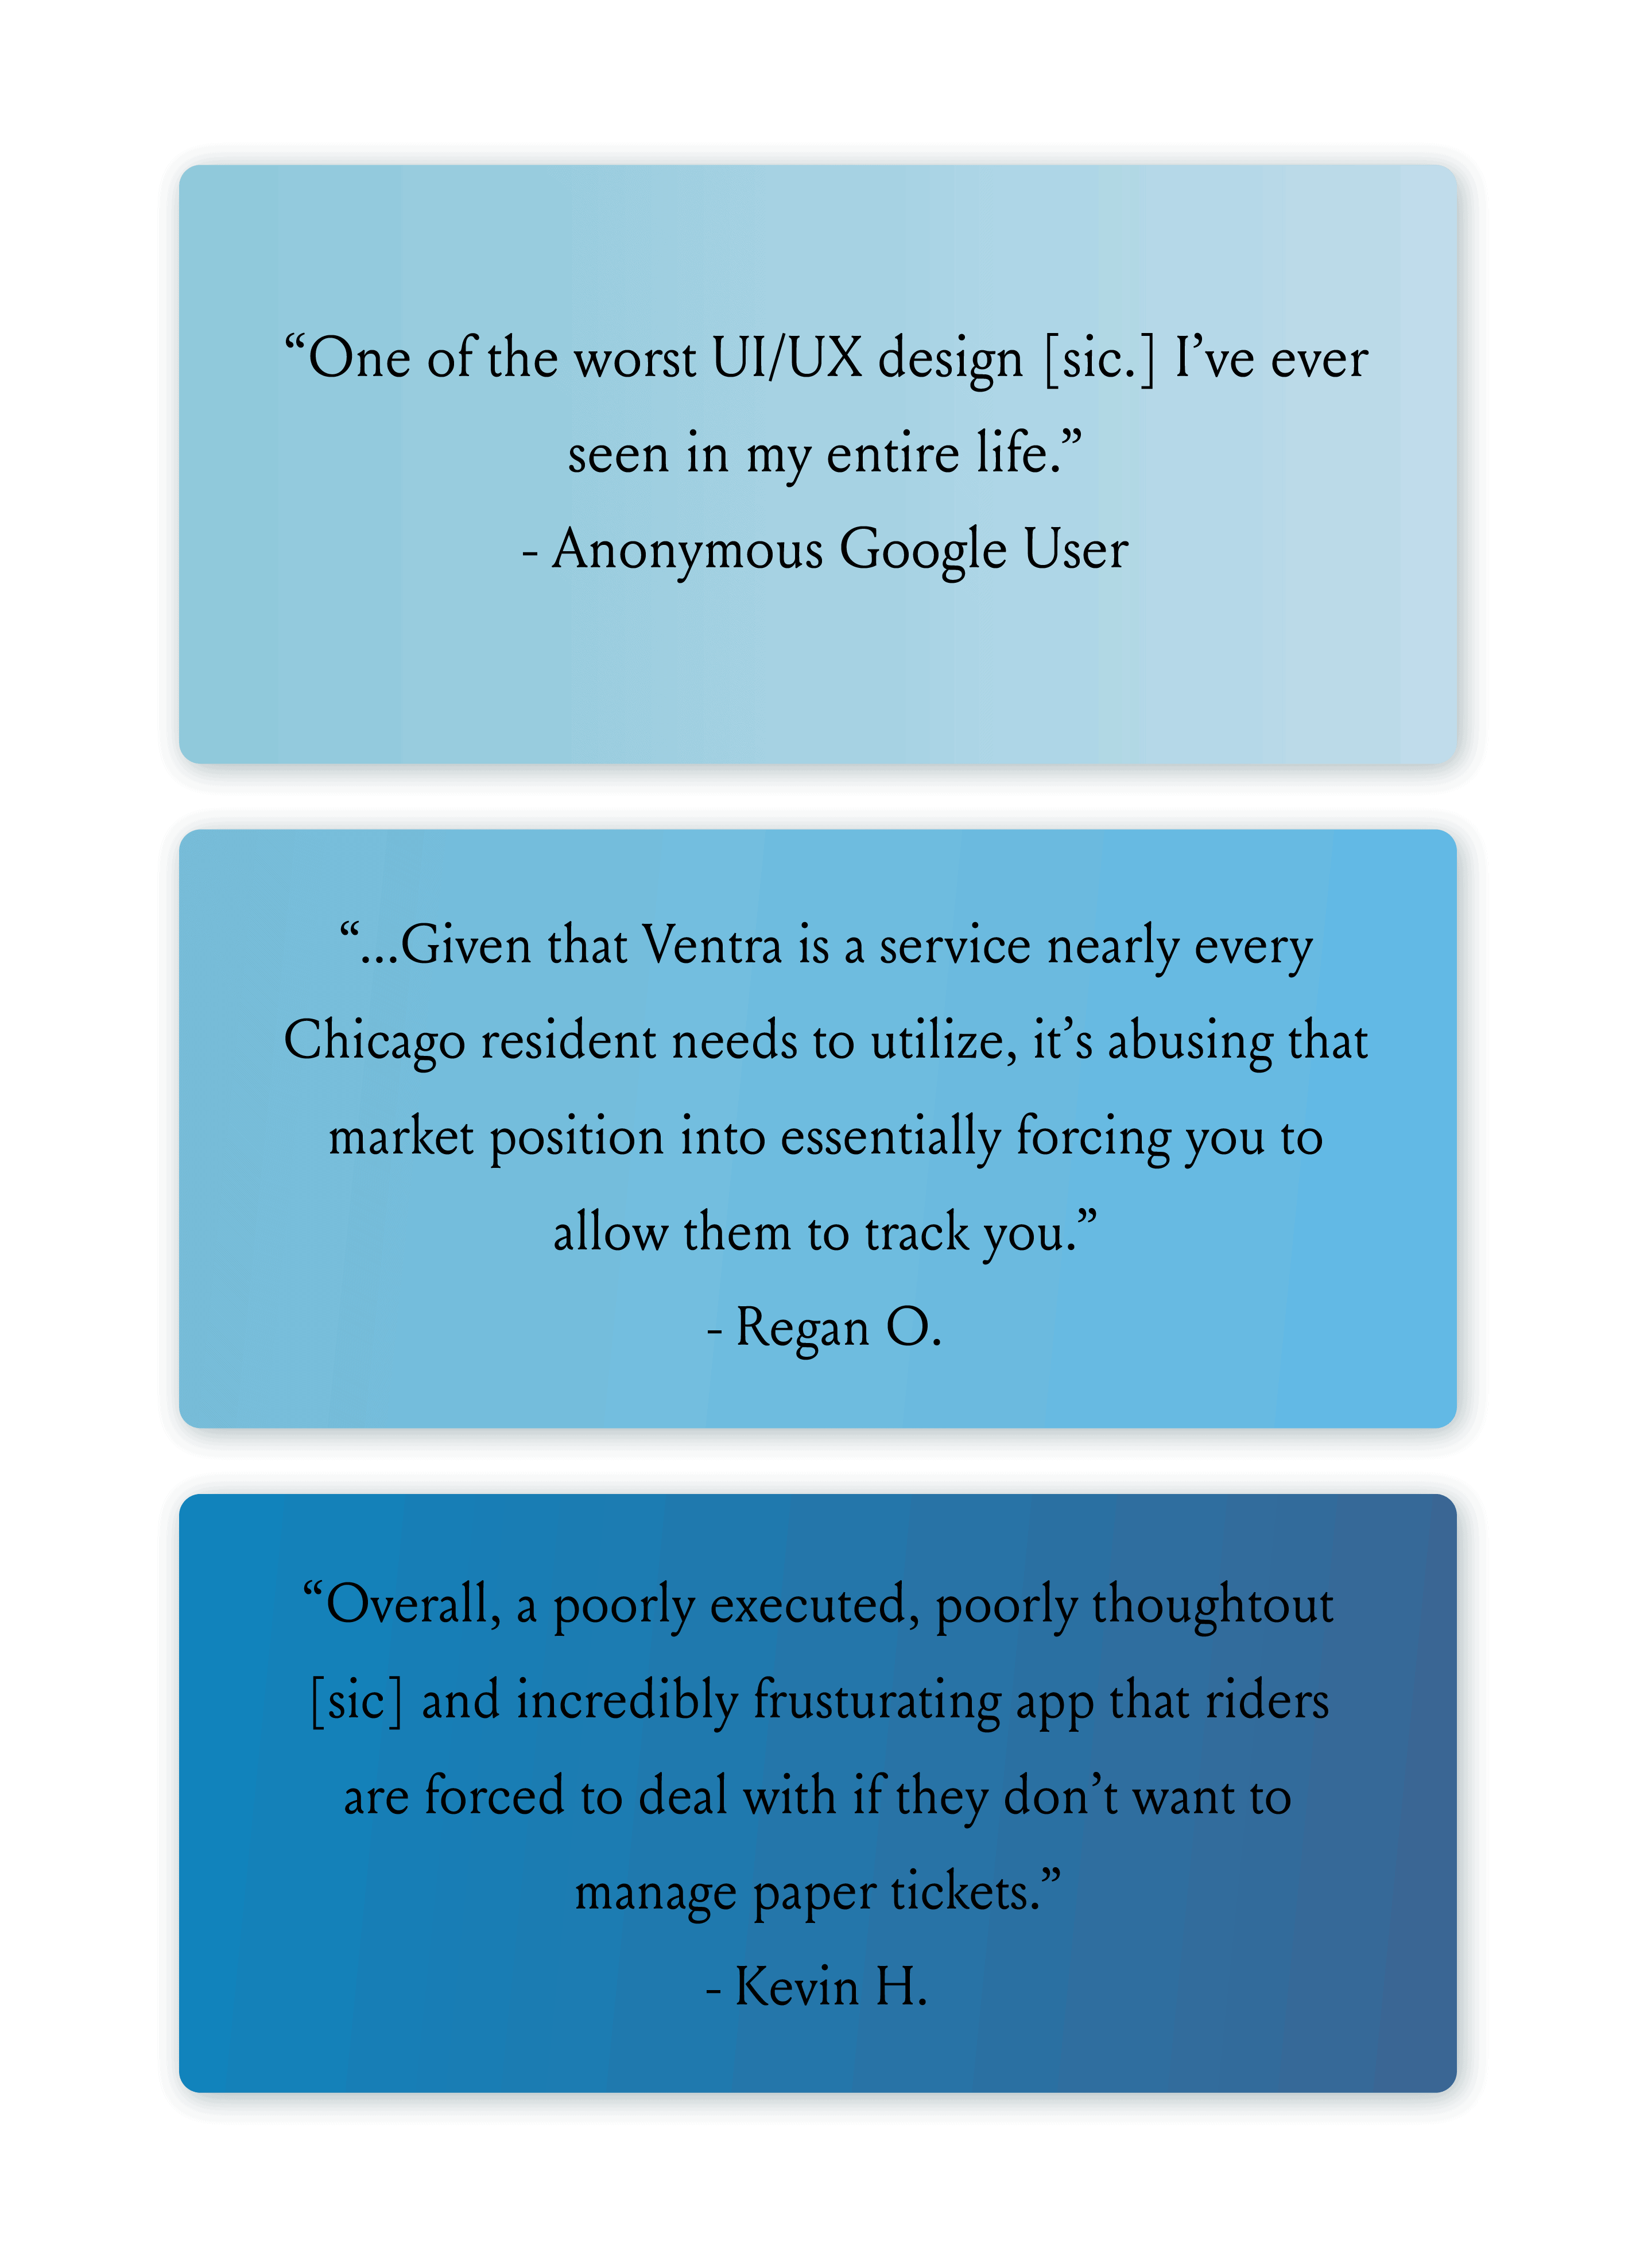 “One of the worst UI/UX design [sic.] I’ve ever
seen in my entire life.”
- Anonymous Google User
“...Given that Ventra is a service nearly every
Chicago resident needs to utilize, it’s abusing that
market position into essentially forcing you to
allow them to track you.”
- Regan O.
“Overall, a poorly executed, poorly thoughtout
[sic] and incredibly frusturating app that riders
are forced to deal with if they don’t want to
manage paper tickets.”
- Kevin H.